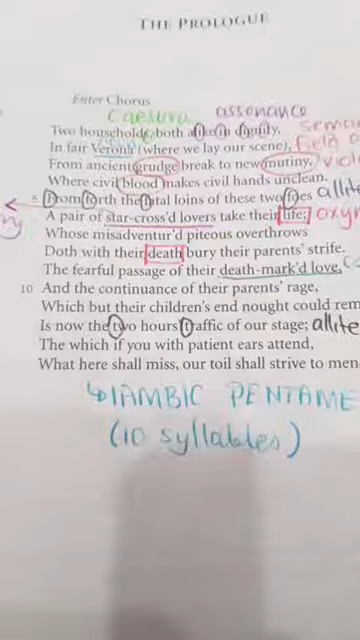 THE PROLOGUE
Enter Chorus
caesura assonance
Two households, both alike in dignity,
In fair Verona (where we lay our scene),
From ancient grudge break to new mutiny,
Where civil blood makes civil hands unclean.
5 From forth the fatal loins of these two foes allite
A pair of star-cross'd lovers take their life; oxy
Whose misadventur'd piteous overthrows
Doth with their death bury their parents' strife.
The fearful passage of their death-mark'd love,
10 And the continuance of their parents' rage,
Which but their children's end nought could rem
Is now the two hours' traffic of our stage; allite
The which if you with patient ears attend,
What here shall miss, our toil shall strive to men
↳IAMBIC PENTAME
(10 syllables)